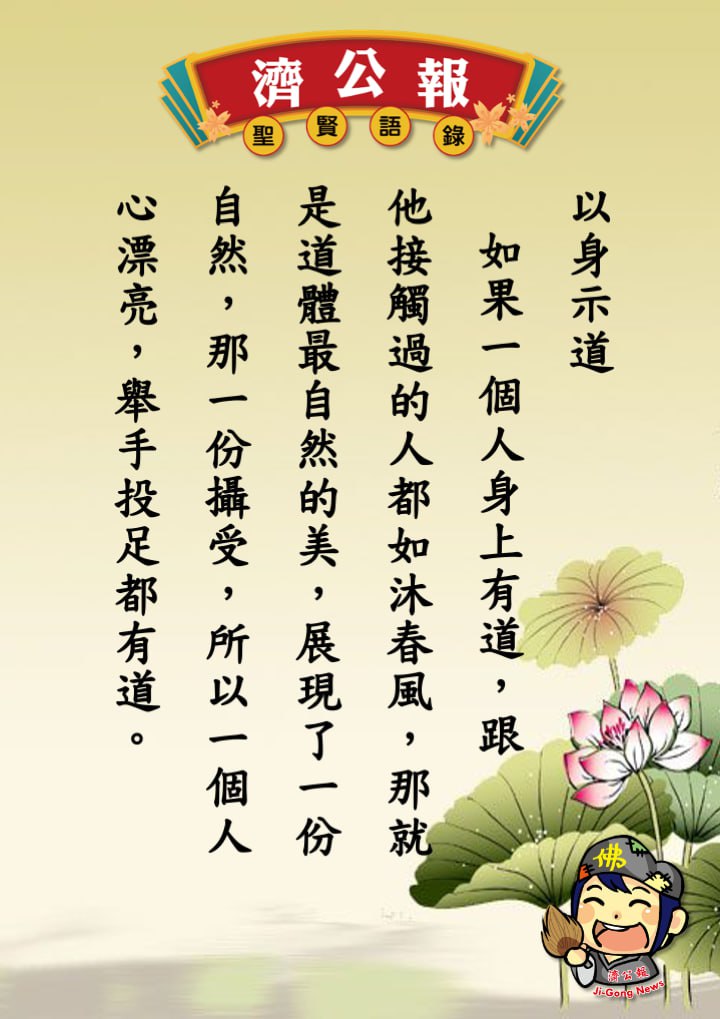 濟公報
聖賢語錄
以身示道
如果一個人身上有道，跟
他接觸過的人都如沐春風，那就
是道體最自然的美，展現了一份
自然，那一份攝受，所以一個人
心漂亮，舉手投足都有道。
佛
濟公報
Ji-Gong News